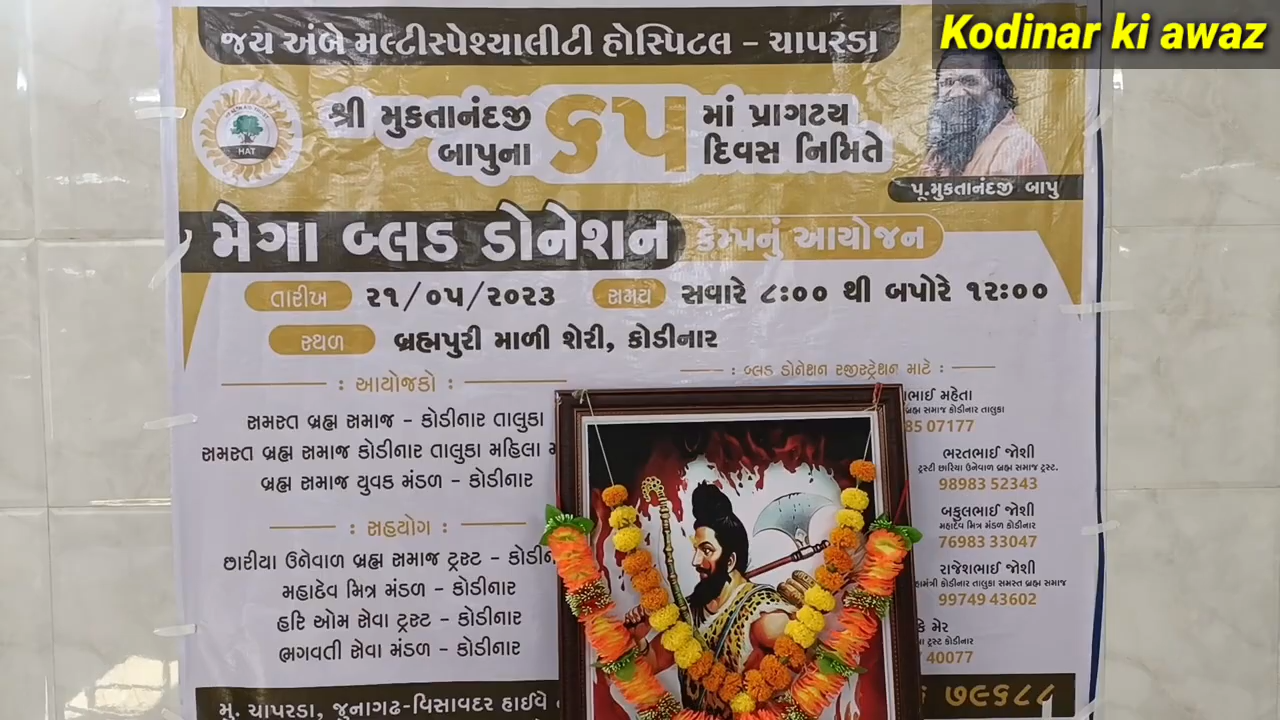 Kodinar ki awaz
જય અંબે મલ્ટીસ્પેશ્યાલીટી હોસ્પિટલ - ચાપરડા
HAT
શ્રી મુકતાનંદજી
બાપુના
૬૫
માં પ્રાગટય
દિવસ નિમિતે
પૂ.મુકતાનંદજી બાપુ
મેગા બ્લડ ડોનેશન કેમ્પનું આયોજન
તારીખ ૨૧/૦૫/૨૦૨૩ સમય સવારે ૮:૦૦ થી બપોરે ૧૨:૦૦
સ્થળ બ્રહ્મપુરી માળી શેરી, કોડીનાર
: આયોજકો :
સમસ્ત બ્રહ્મ સમાજ - કોડીનાર તાલુકા
સમસ્ત બ્રહ્મ સમાજ કોડીનાર તાલુકા મહિલા
બ્રહ્મ સમાજ યુવક મંડળ - કોડીનાર
: સહયોગ :
છારીયા ઉનેવાળ બ્રહ્મ સમાજ ટ્રસ્ટ -
મહાદેવ મિત્ર મંડળ - કોડીનાર
હરિ ઓમ સેવા ટ્રસ્ટ - કોડીનાર
ભગવતી સેવા મંડળ - કોડીનાર
: બ્લડ ડોનેશન રજીસ્ટ્રેશન માટે :
ભાઈ મહેતા
બ્રહ્મ સમાજ કોડીનાર તાલુકા
85 07177
ભરતભાઈ જોશી
ટ્રસ્ટી છારિયા ઉનેવાળ બ્રહ્મ સમાજ ટ્રસ્ટ.
98983 52343
બકુલભાઈ જોશી
મહાદેવ મિત્ર મંડળ કોડીનાર
76983 33047
રાજેશભાઈ જોશી
હામંત્રી કોડીનાર તાલુકા સમસ્ત બ્રહ્મ સમાજ
99749 43602
મેર
ટ્રસ્ટ કોડીનાર
40077
મુ. ચાપરડા, જુનાગઢ-વિસાવદર હાઈવે
૭૯૬૮૮